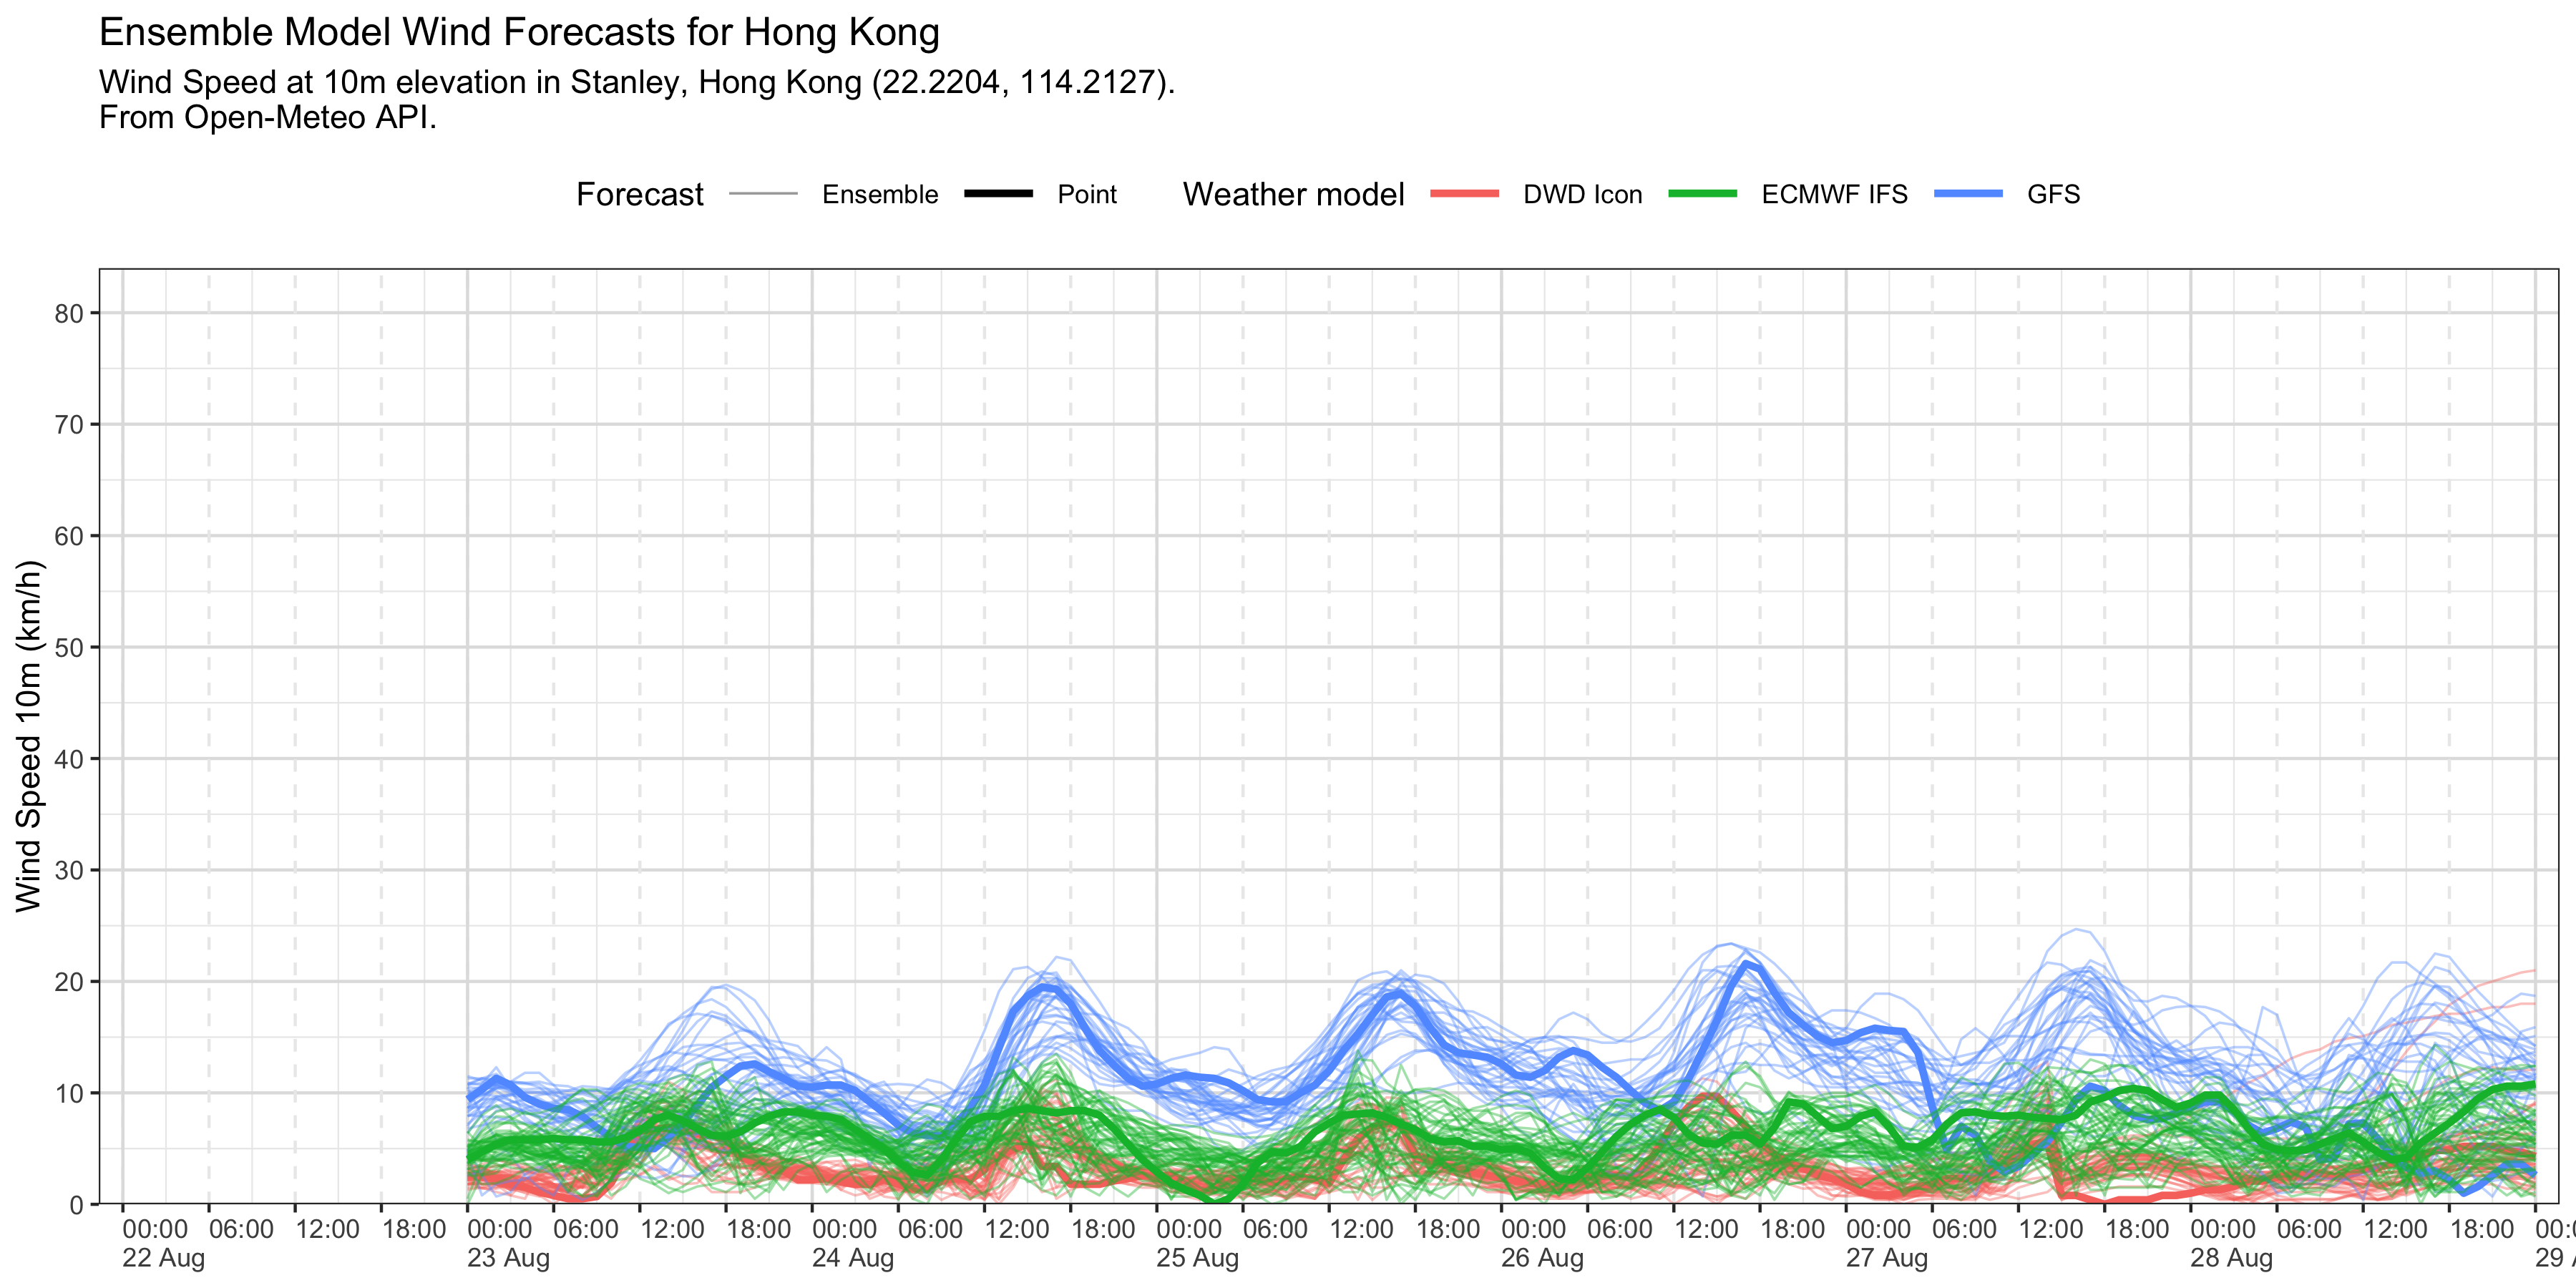 Ensemble Model Wind Forecasts for Hong Kong
Wind Speed at 10m elevation in Stanley, Hong Kong (22.2204, 114.2127).
From Open-Meteo API.
Forecast Ensemble Point Weather model DWD Icon ECMWF IFS GFS
Wind Speed 10m (km/h)
80
70
60
50
40
30
20
10
0
00:00 06:00 12:00 18:00 00:00 06:00 12:00 18:00 00:00 06:00 12:00 18:00 00:00 06:00 12:00 18:00 00:00 06:00 12:00 18:00 00:00 06:00 12:00 18:00 00:00 06:00 12:00 18:00 00:0
22 Aug 23 Aug 24 Aug 25 Aug 26 Aug 27 Aug 28 Aug 29